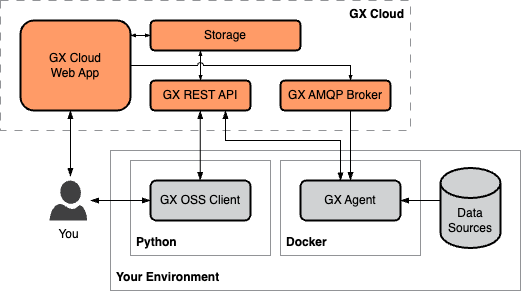 GX Cloud
Storage
GX Cloud
Web App
GX REST API
GX AMQP Broker
GX OSS Client
GX Agent
Data
Sources
You
Python
Docker
Your Environment